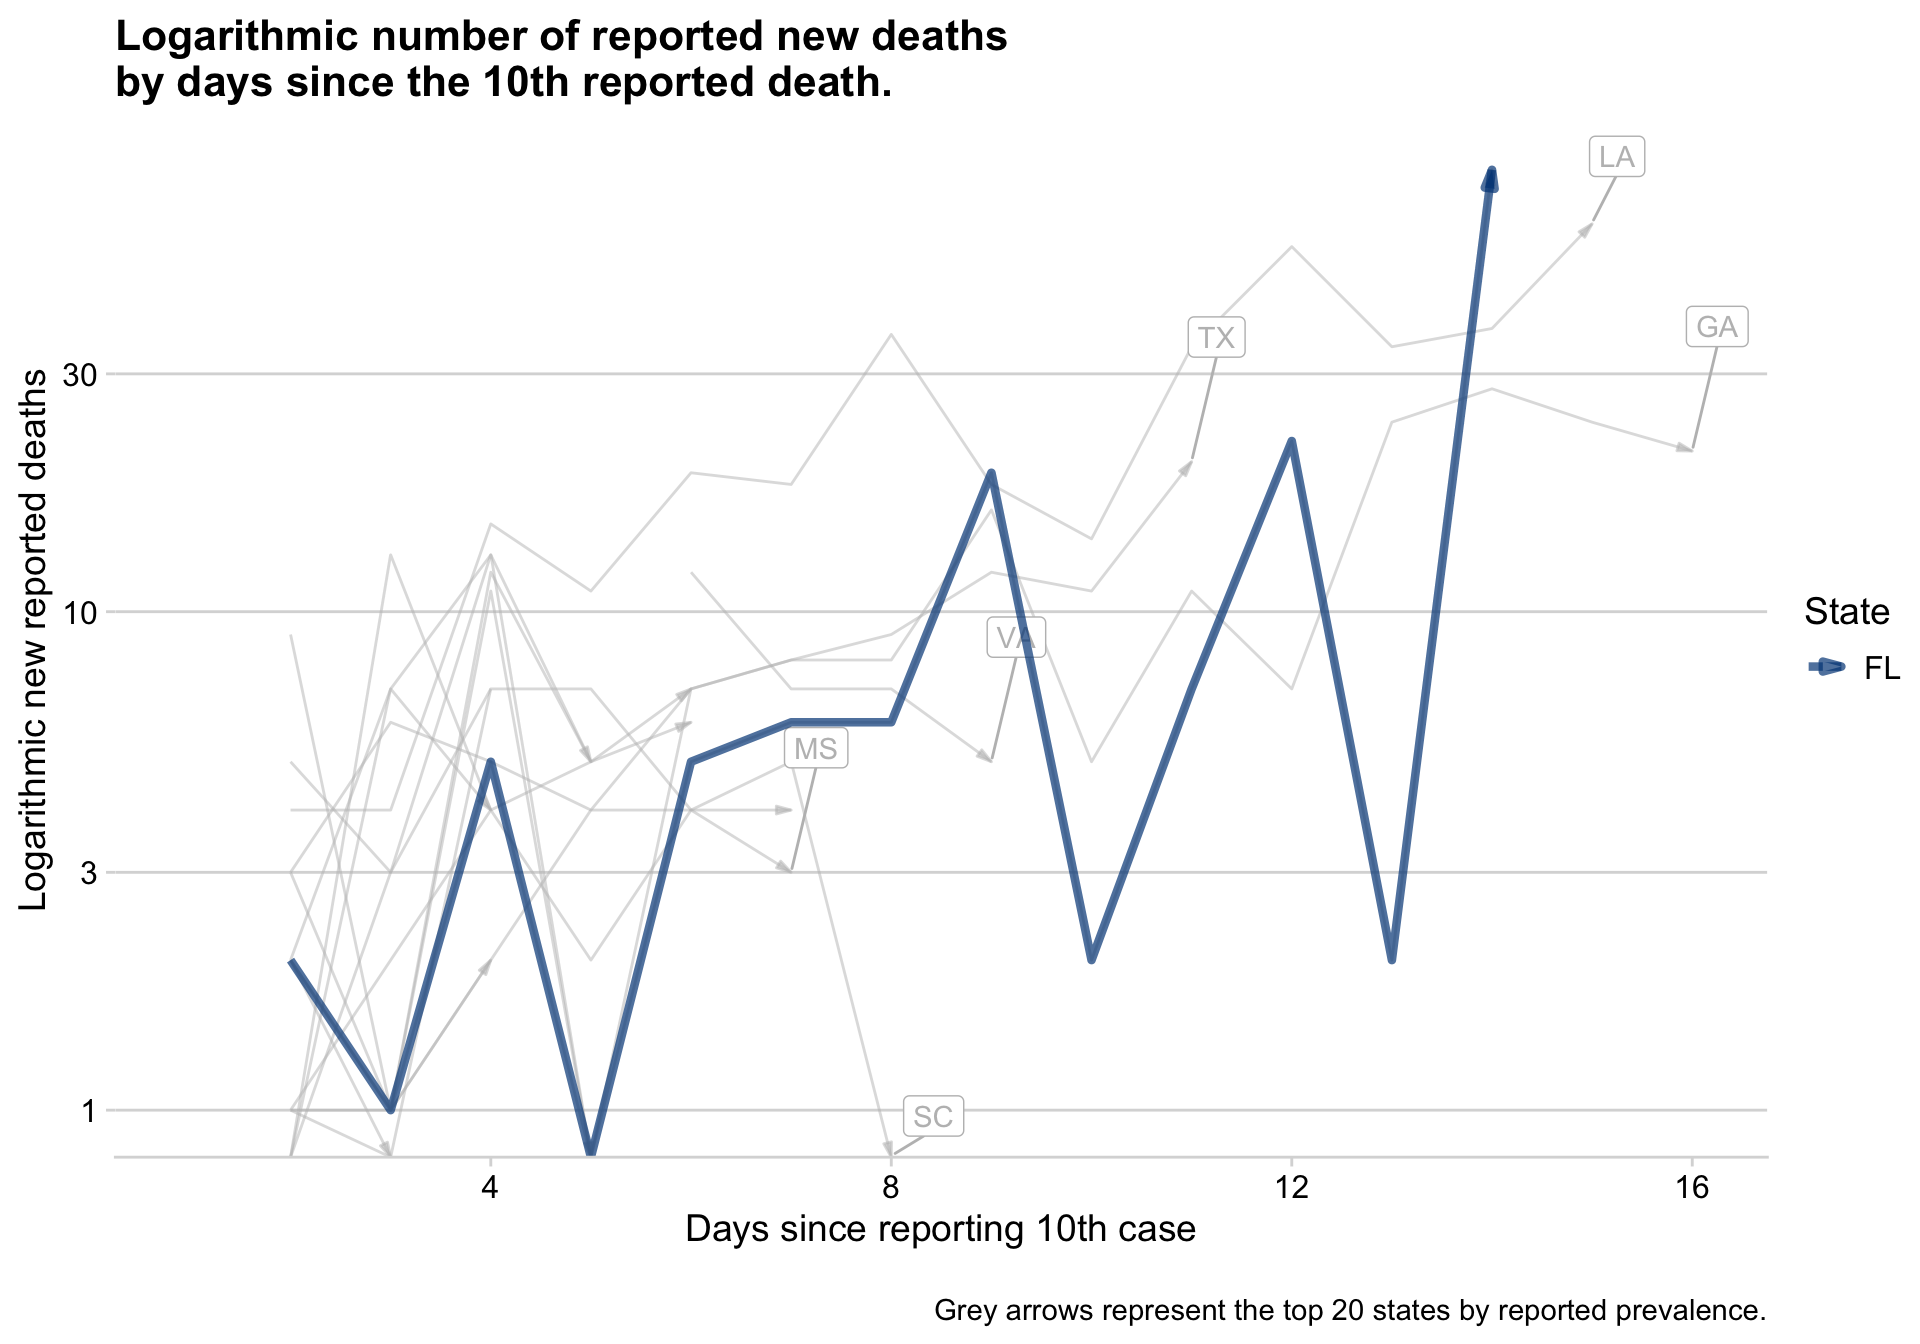 Logarithmic number of reported new deaths
by days since the 10th reported death.
LA
TX
GA
30
10
VA
MS
3
SC
1
Logarithmic new reported deaths
4
8
12
16
Days since reporting 10th case
State
FL
Grey arrows represent the top 20 states by reported prevalence.